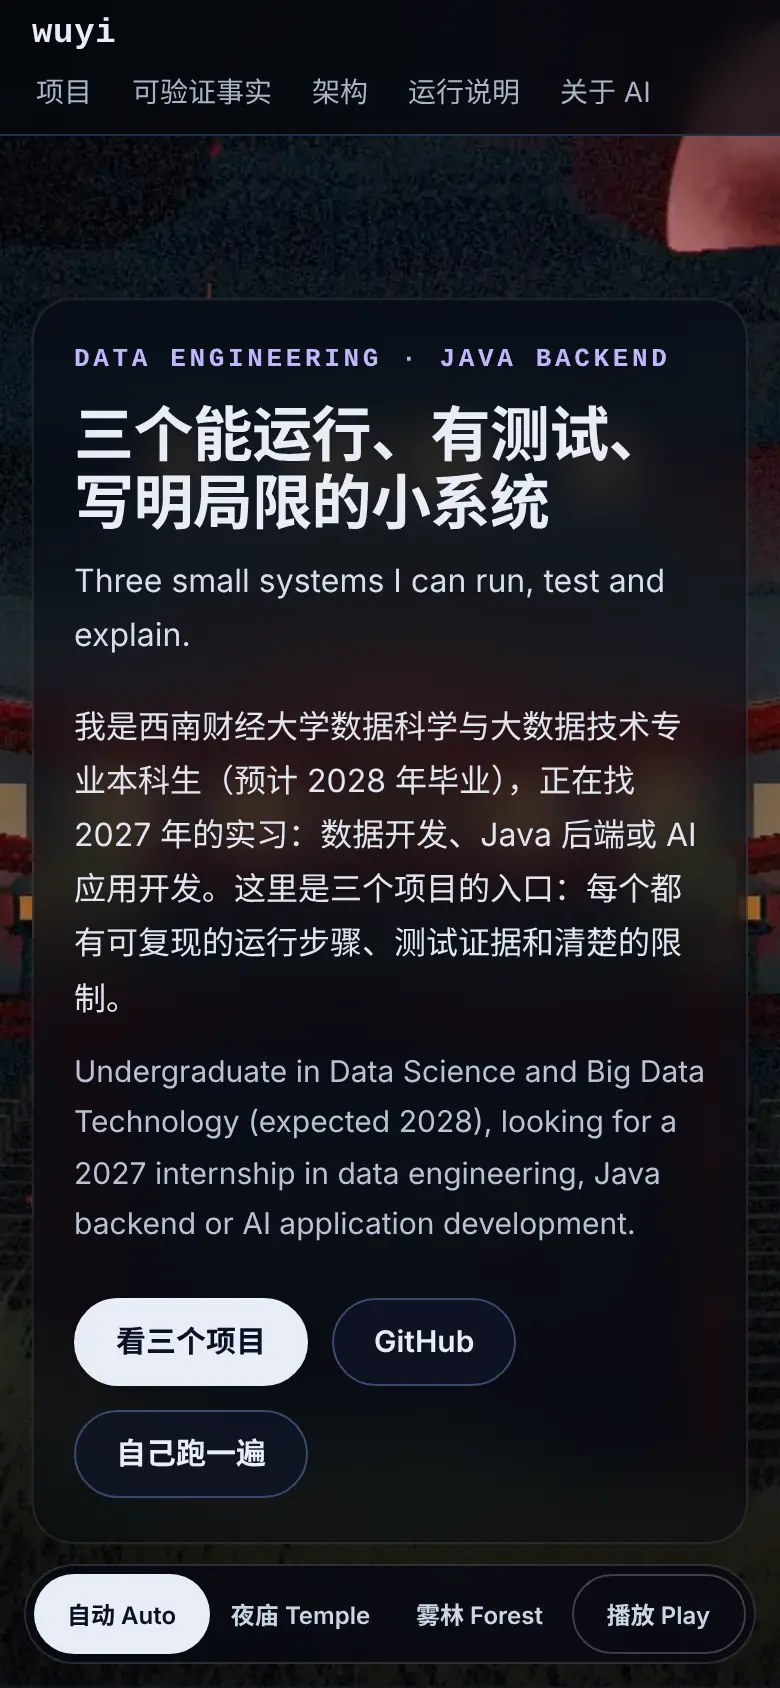 wuyi
项目 可验证事实 架构 运行说明 关于 AI
DATA ENGINEERING · JAVA BACKEND
三个能运行、有测试、
写明局限的小系统
Three small systems I can run, test and
explain.
我是西南财经大学数据科学与大数据技术专
业本科生（预计 2028 年毕业），正在找
2027 年的实习：数据开发、Java 后端或 AI
应用开发。这里是三个项目的入口：每个都
有可复现的运行步骤、测试证据和清楚的限
制。
Undergraduate in Data Science and Big Data
Technology (expected 2028), looking for a
2027 internship in data engineering, Java
backend or AI application development.
看三个项目 GitHub
自己跑一遍
自动 Auto 夜庙 Temple 雾林 Forest 播放 Play